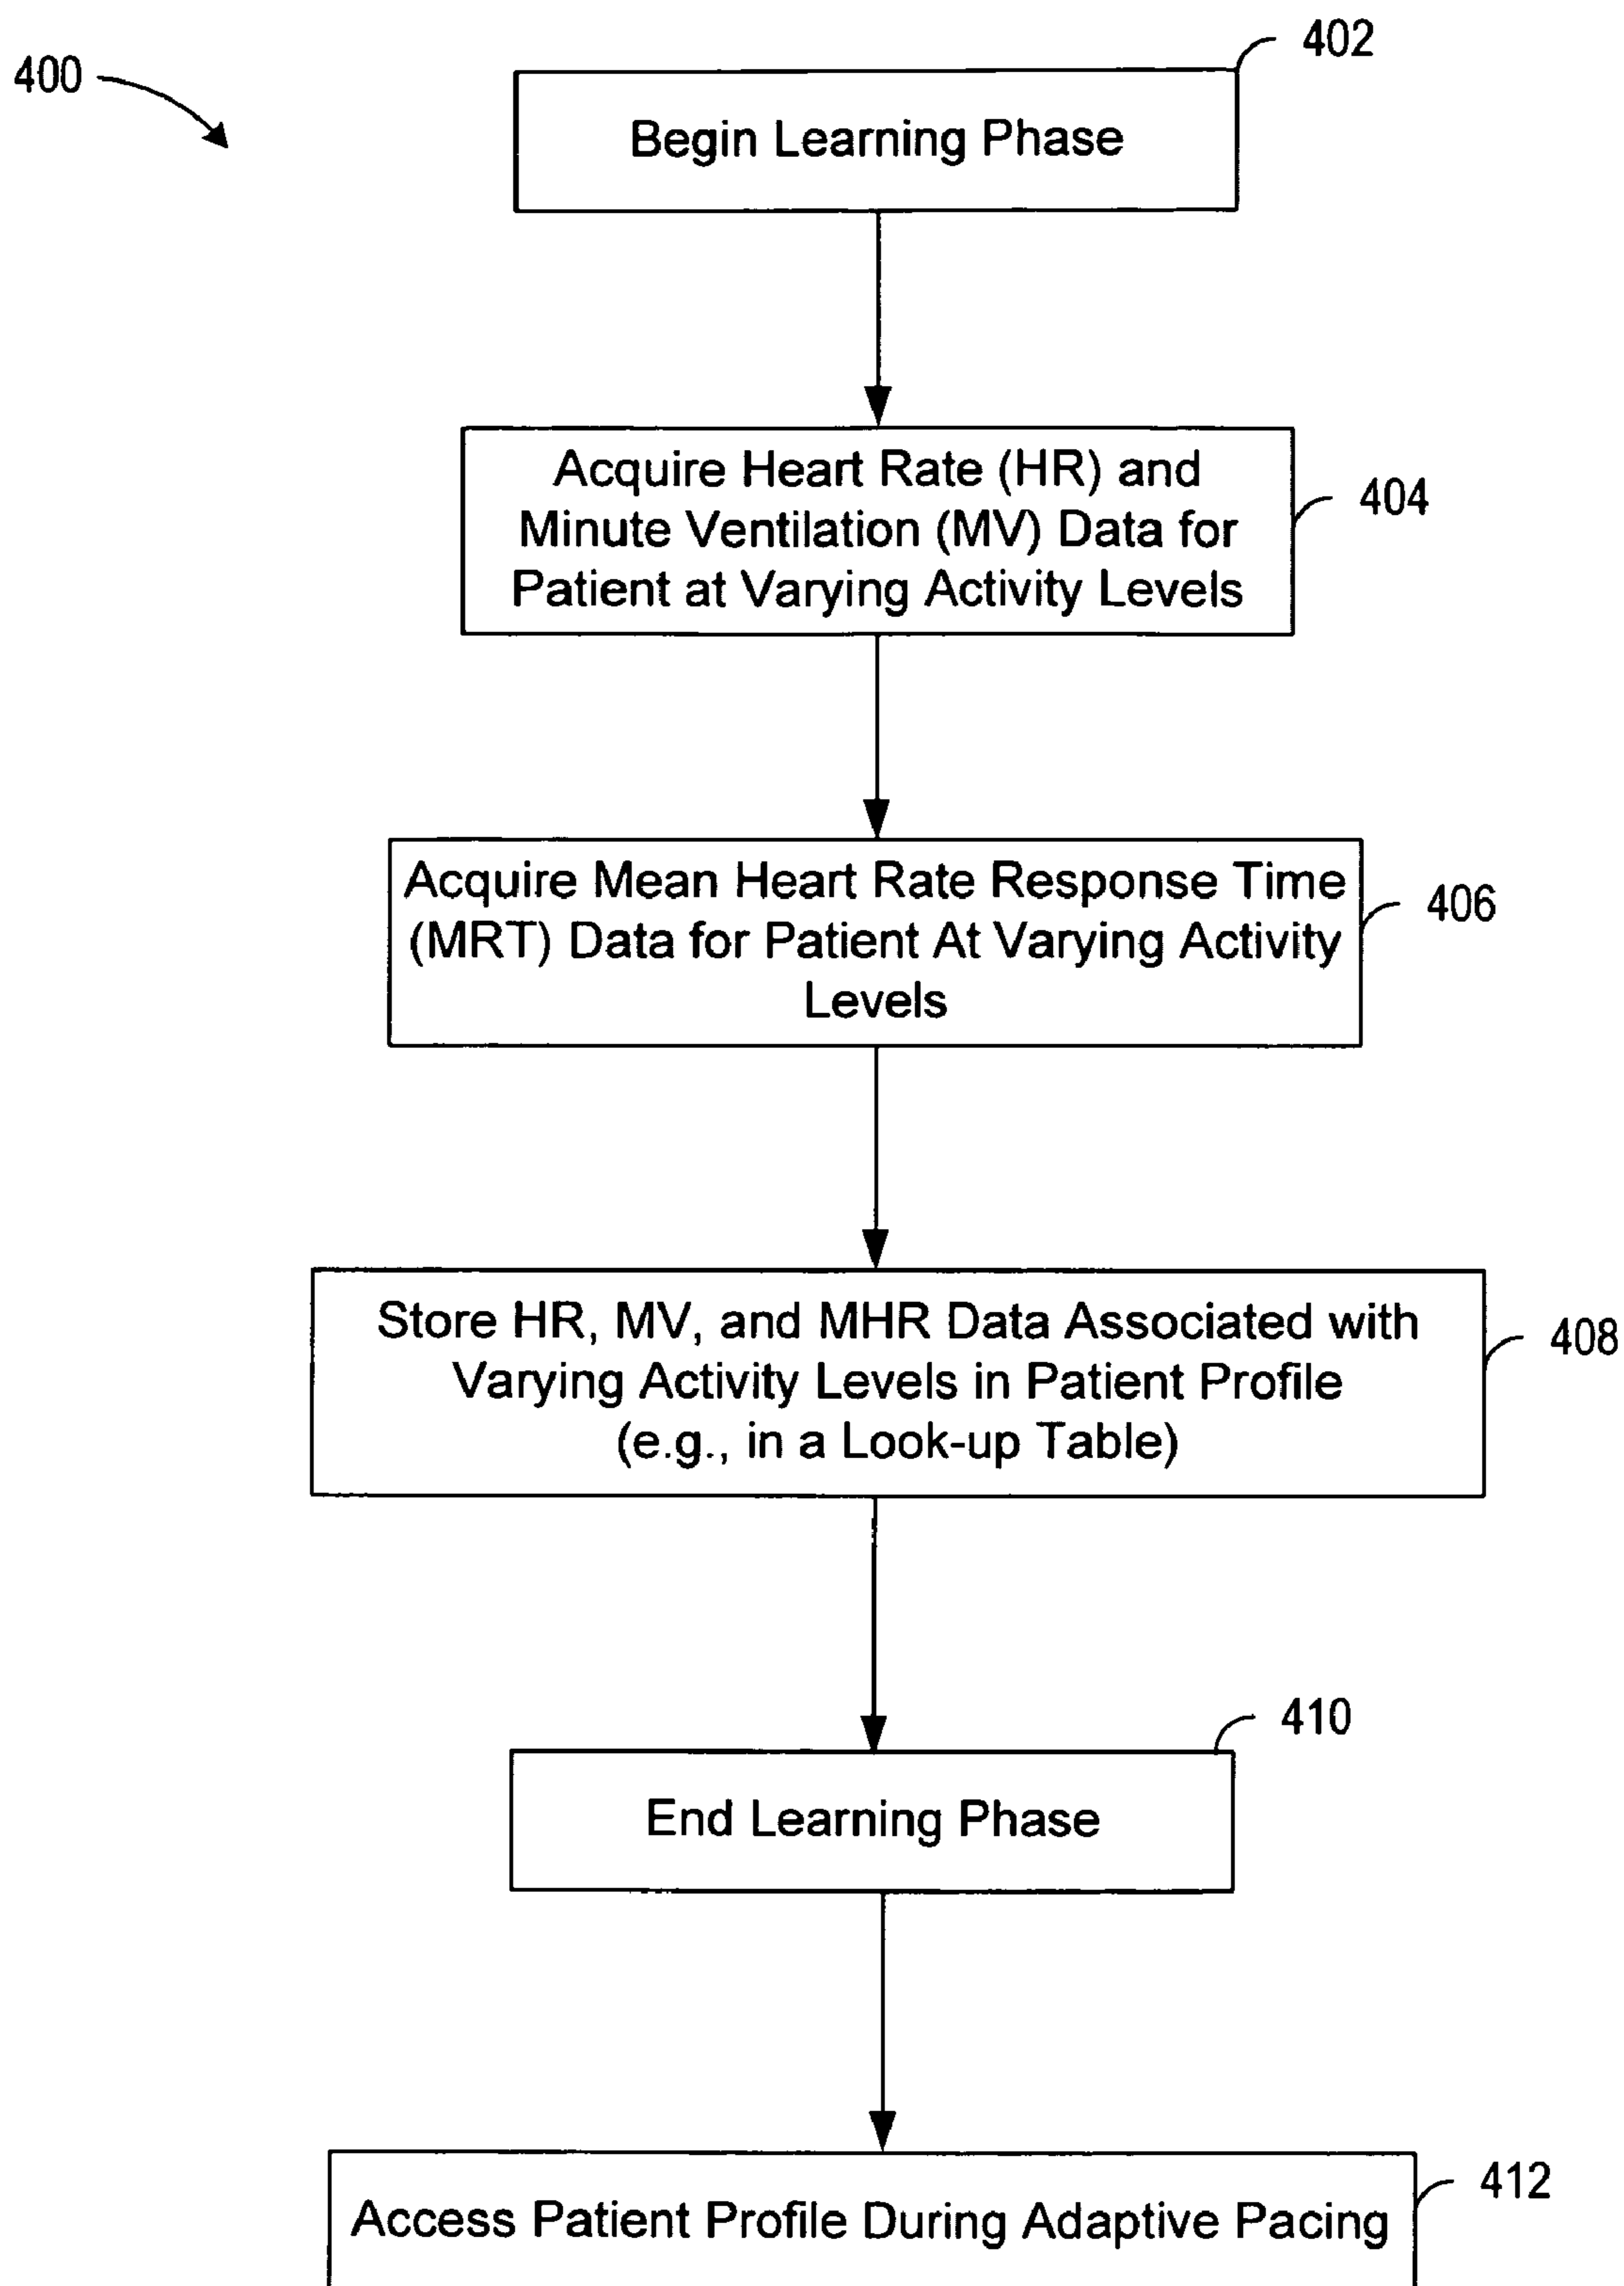 400
402
Begin Learning Phase
Acquire Heart Rate (HR) and
Minute Ventilation (MV) Data for
Patient at Varying Activity Levels
404
Acquire Mean Heart Rate Response Time
(MRT) Data for Patient At Varying Activity
Levels
406
Store HR, MV, and MHR Data Associated with
Varying Activity Levels in Patient Profile
(e.g., in a Look-up Table)
408
410
End Learning Phase
412
Access Patient Profile During Adaptive Pacing